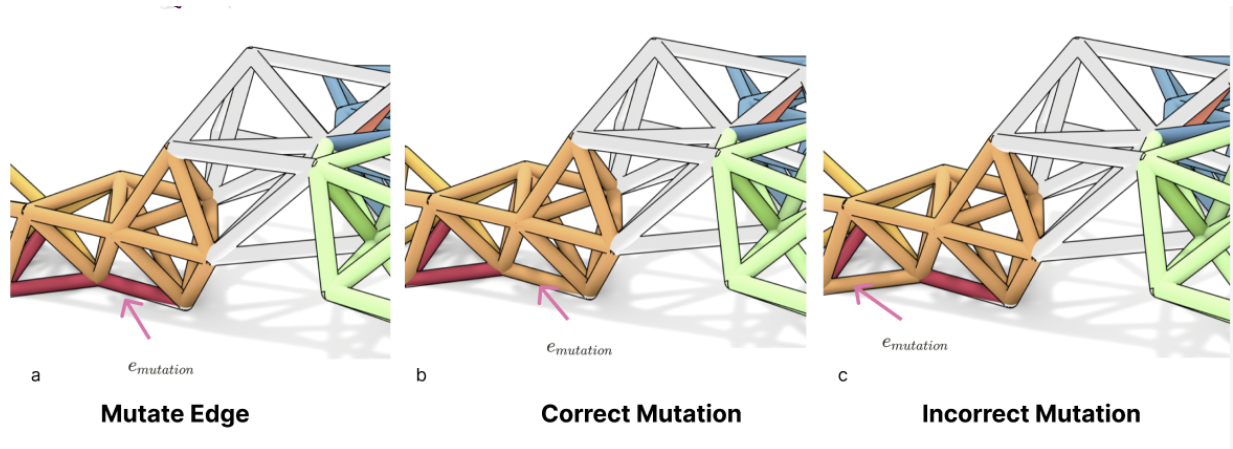 e_mutation
e_mutation
e_mutation
a
b
c
Mutate Edge
Correct Mutation
Incorrect Mutation